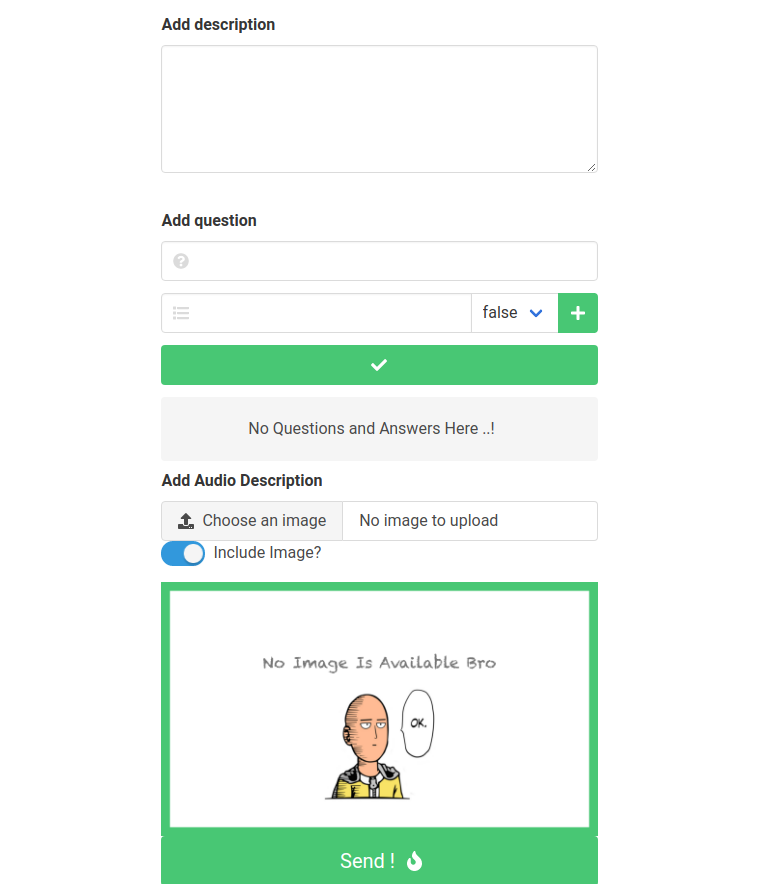 Add description
Add question
false
No Questions and Answers Here ..!
Add Audio Description
Choose an image
No image to upload
Include Image?
No Image Is Available Bro
OK.
Send !